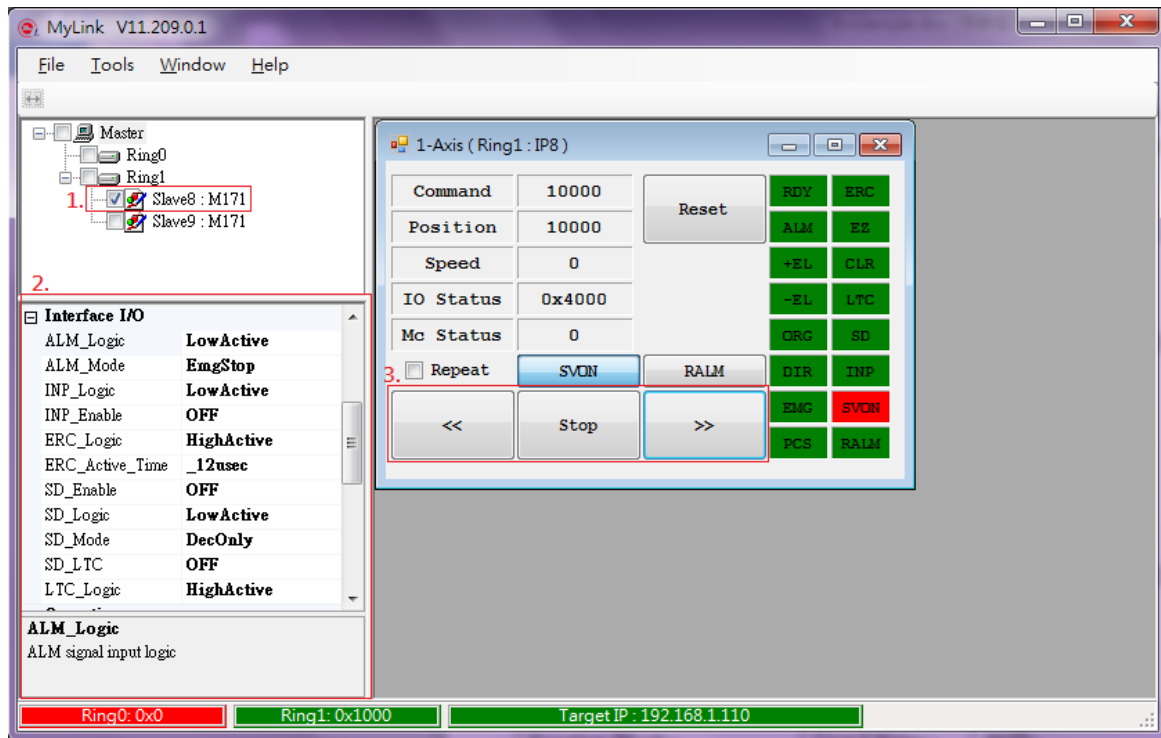 MyLink V11.209.0.1
File Tools Window Help
Master
Ring0
Ring1
1.
Slave8 : M171
Slave9 : M171
2.
Interface I/O
ALM_Logic LowActive
ALM_Mode EmgStop
INP_Logic LowActive
INP_Enable OFF
ERC_Logic HighActive
ERC_Active_Time _12usec
SD_Enable OFF
SD_Logic LowActive
SD_Mode DecOnly
SD_LTC OFF
LTC_Logic HighActive
ALM_Logic
ALM signal input logic
1-Axis ( Ring1 : IP8 )
Command 10000
Position 10000
Speed 0
IO Status 0x4000
Mc Status 0
Reset
3.
Repeat SVON RALM
<< Stop >>
RDY ERC
ALM EZ
+EL CLR
-EL LTC
ORG SD
DIR INP
EMG SVON
PCS RALM
Ring0: 0x0 Ring1: 0x1000 Target IP : 192.168.1.110